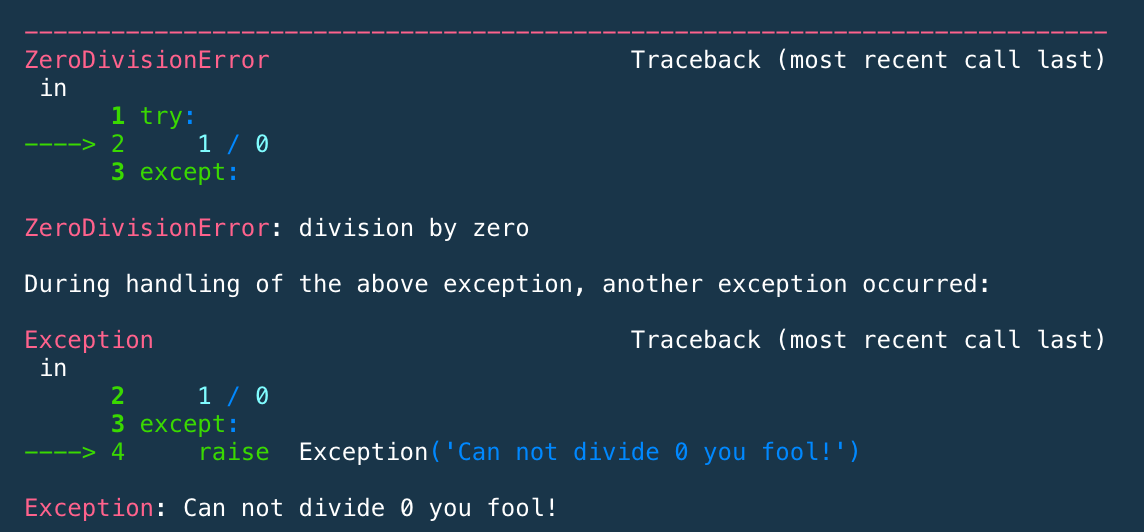 ---------------------------------------------------------------------------
ZeroDivisionError                         Traceback (most recent call last)
 in
      1 try:
----> 2     1 / 0
      3 except:
ZeroDivisionError: division by zero
During handling of the above exception, another exception occurred:
Exception                                 Traceback (most recent call last)
 in
      2     1 / 0
      3 except:
----> 4     raise  Exception('Can not divide 0 you fool!')
Exception: Can not divide 0 you fool!